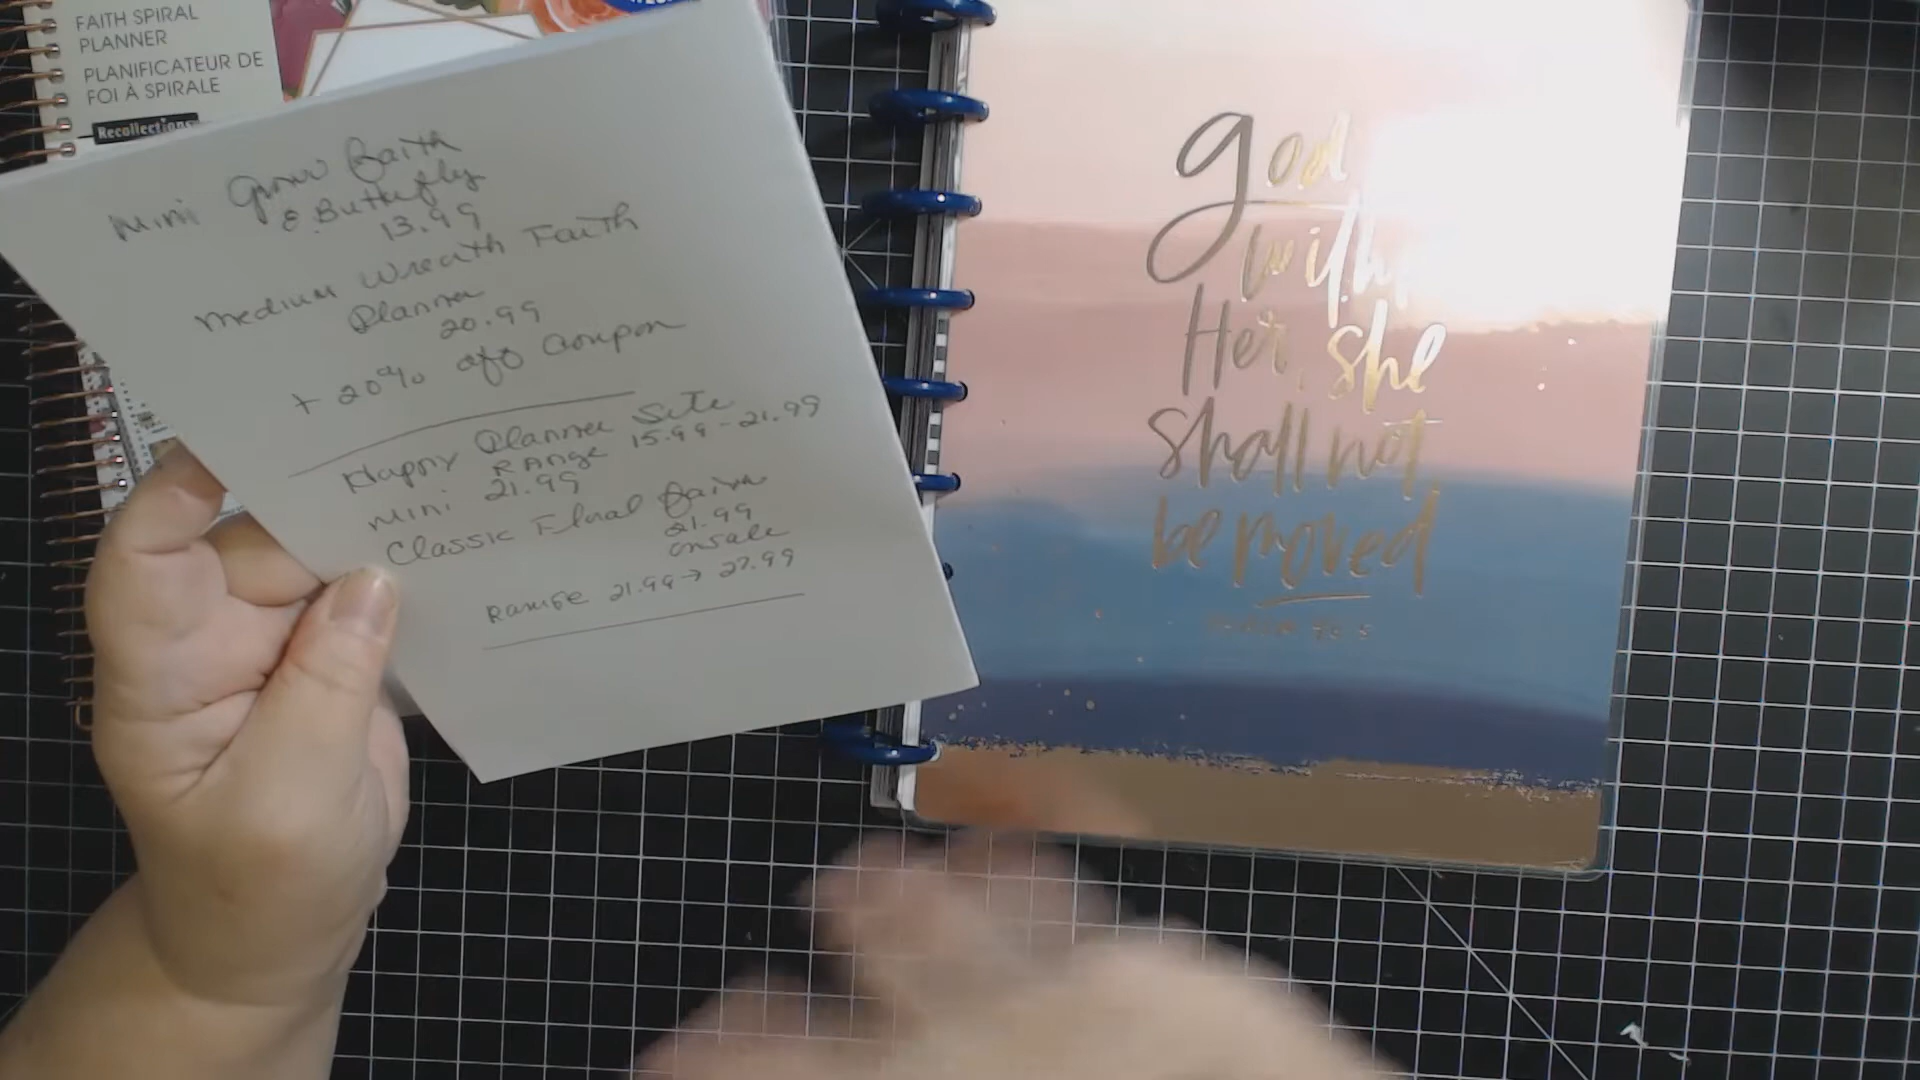 FAITH SPIRAL
PLANNER
PLANIFICATEUR DE
FOI À SPIRALE
Recollections
Mini Grow Faith
& Butterfly
13.99
Medium Wreath Faith
Planner
20.99
+ 20% off Coupon
Happy Planner Site
Range 15.99-21.99
Mini 21.99
Classic Floral Faith
21.99
on sale
Range 21.99→27.99
God
with
Her, she
shall not
be moved